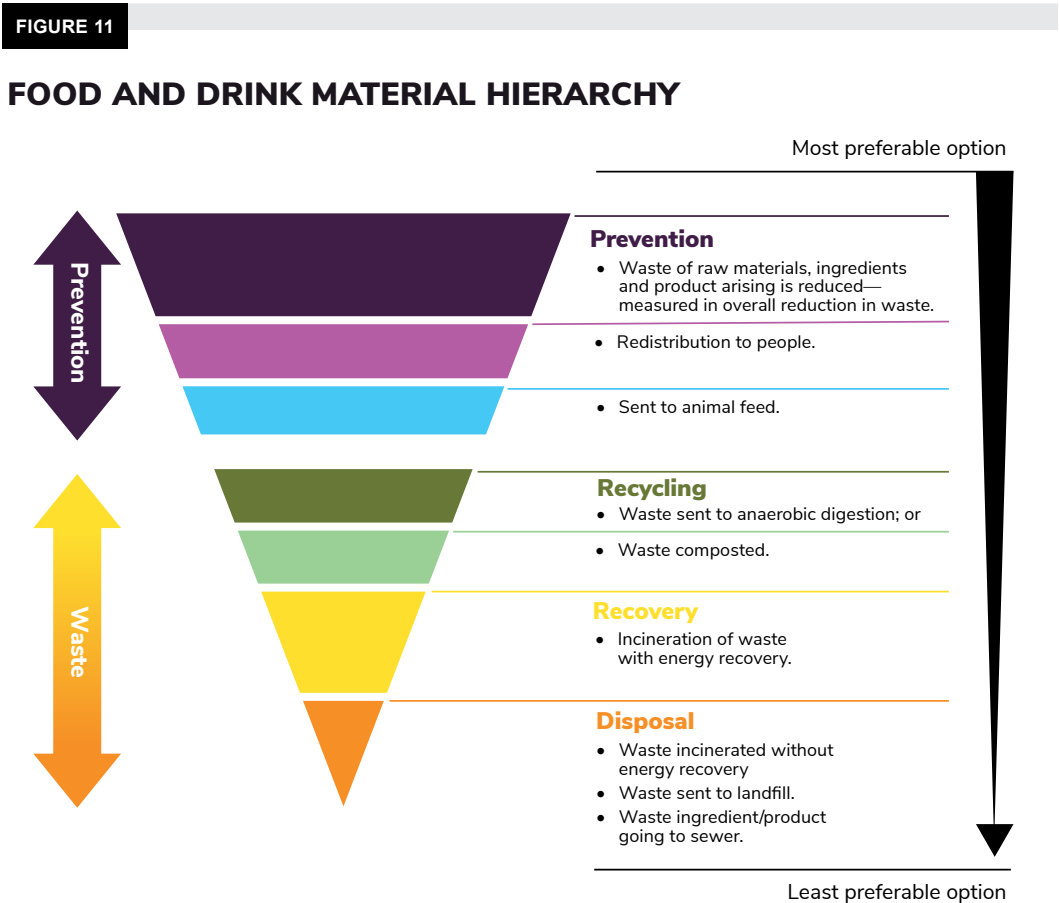 FIGURE 11
FOOD AND DRINK MATERIAL HIERARCHY
Most preferable option
Prevention
Prevention
• Waste of raw materials, ingredients
and product arising is reduced—
measured in overall reduction in waste.
• Redistribution to people.
• Sent to animal feed.
Waste
Recycling
• Waste sent to anaerobic digestion; or
• Waste composted.
Recovery
• Incineration of waste
with energy recovery.
Disposal
• Waste incinerated without
energy recovery
• Waste sent to landfill.
• Waste ingredient/product
going to sewer.
Least preferable option